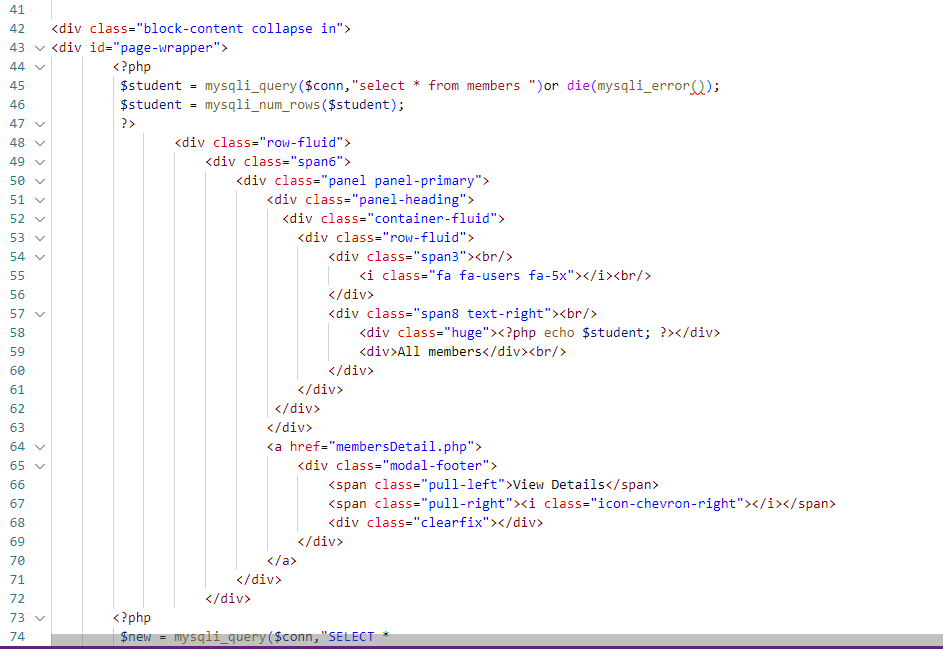 41
42 <div class="block-content collapse in">
43 <div id="page-wrapper">
44 <?php
45 $student = mysqli_query($conn,"select * from members ")or die(mysqli_error());
46 $student = mysqli_num_rows($student);
47 ?>
48 <div class="row-fluid">
49 <div class="span6">
50 <div class="panel panel-primary">
51 <div class="panel-heading">
52 <div class="container-fluid">
53 <div class="row-fluid">
54 <div class="span3"><br/>
55 <i class="fa fa-users fa-5x"></i><br/>
56 </div>
57 <div class="span8 text-right"><br/>
58 <div class="huge"><?php echo $student; ?></div>
59 <div>All members</div><br/>
60 </div>
61 </div>
62 </div>
63 </div>
64 <a href="membersDetail.php">
65 <div class="modal-footer">
66 <span class="pull-left">View Details</span>
67 <span class="pull-right"><i class="icon-chevron-right"></i></span>
68 <div class="clearfix"></div>
69 </div>
70 </a>
71 </div>
72 </div>
73 <?php
74 $new = mysqli_query($conn,"SELECT *